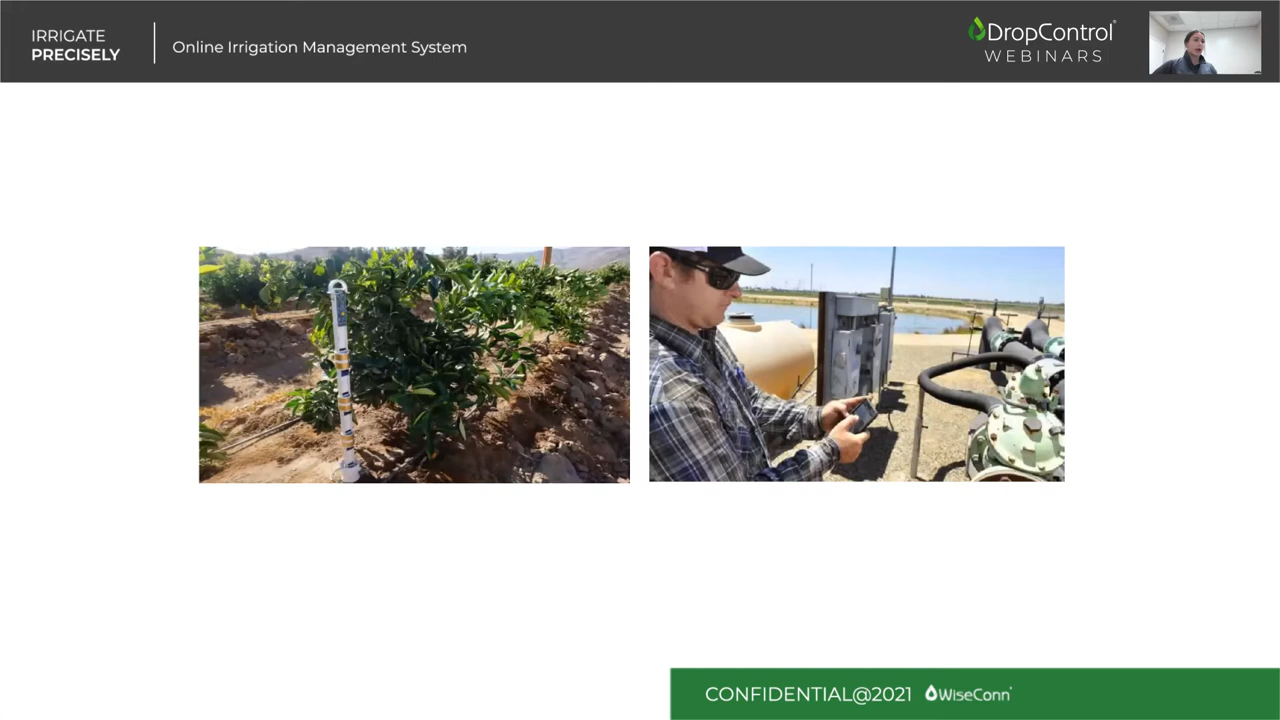 IRRIGATE
PRECISELY
Online Irrigation Management System
DropControl®
WEBINARS
CONFIDENTIAL@2021 WiseConn®